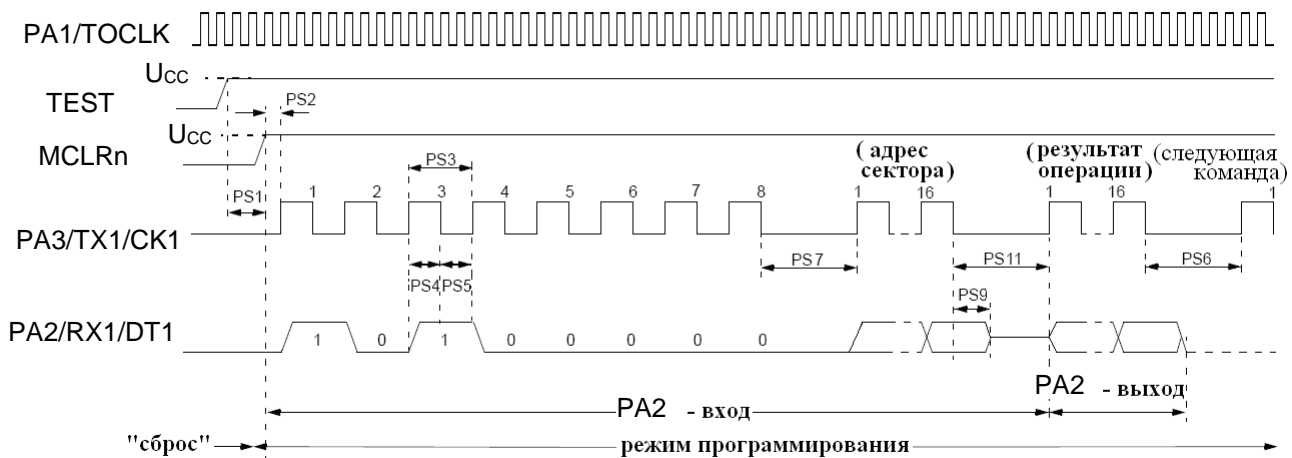 PA1/TOCLK
UCC
TEST
PS2
UCC
MCLRn
PS3
( адрес сектора)
( результат операции)
(следующая команда)
PS1
1 2 3 4 5 6 7 8 1 16 1 16 1
PA3/TX1/CK1
PS4 PS5 PS7 PS11 PS6
PS9
PA2/RX1/DT1
1 0 1 0 0 0 0 0
PA2 - вход
PA2 - выход
"сброс"
режим программирования